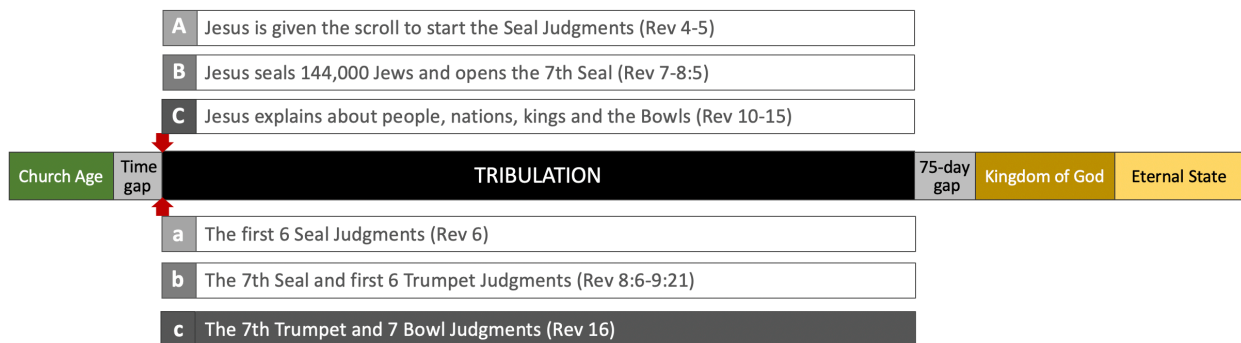 A Jesus is given the scroll to start the Seal Judgments (Rev 4-5)
B Jesus seals 144,000 Jews and opens the 7th Seal (Rev 7-8:5)
C Jesus explains about people, nations, kings and the Bowls (Rev 10-15)
Church Age
Time
gap
TRIBULATION
75-day
gap
Kingdom of God
Eternal State
a The first 6 Seal Judgments (Rev 6)
b The 7th Seal and first 6 Trumpet Judgments (Rev 8:6-9:21)
c The 7th Trumpet and 7 Bowl Judgments (Rev 16)